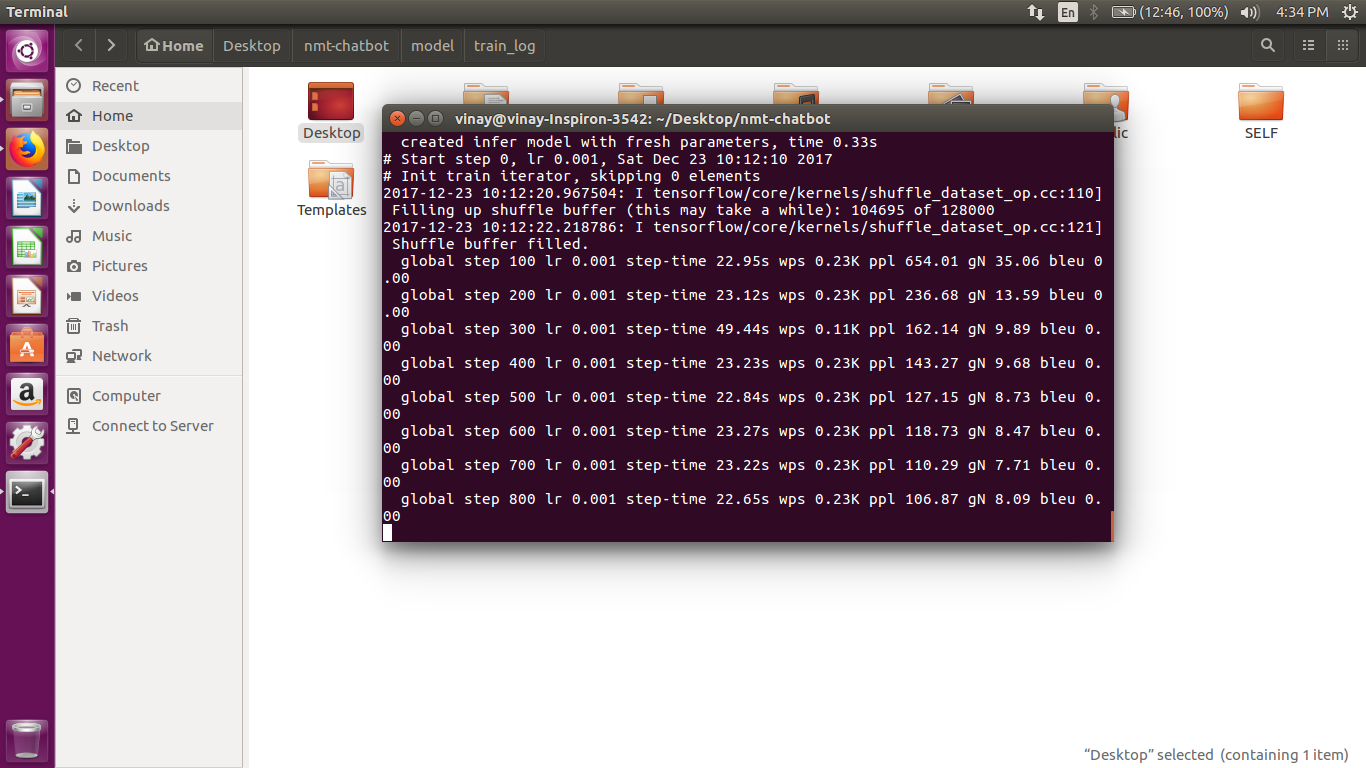 Terminal
En
(12:46, 100%)
4:34 PM
Home
Desktop
nmt-chatbot
model
train_log
Recent
Home
Desktop
Documents
Downloads
Music
Pictures
Videos
Trash
Network
Computer
Connect to Server
Desktop
lic
SELF
Templates
vinay@vinay-Inspiron-3542: ~/Desktop/nmt-chatbot
created infer model with fresh parameters, time 0.33s
# Start step 0, lr 0.001, Sat Dec 23 10:12:10 2017
# Init train iterator, skipping 0 elements
2017-12-23 10:12:20.967504: I tensorflow/core/kernels/shuffle_dataset_op.cc:110]
Filling up shuffle buffer (this may take a while): 104695 of 128000
2017-12-23 10:12:22.218786: I tensorflow/core/kernels/shuffle_dataset_op.cc:121]
Shuffle buffer filled.
global step 100 lr 0.001 step-time 22.95s wps 0.23K ppl 654.01 gN 35.06 bleu 0
.00
global step 200 lr 0.001 step-time 23.12s wps 0.23K ppl 236.68 gN 13.59 bleu 0
.00
global step 300 lr 0.001 step-time 49.44s wps 0.11K ppl 162.14 gN 9.89 bleu 0.
00
global step 400 lr 0.001 step-time 23.23s wps 0.23K ppl 143.27 gN 9.68 bleu 0.
00
global step 500 lr 0.001 step-time 22.84s wps 0.23K ppl 127.15 gN 8.73 bleu 0.
00
global step 600 lr 0.001 step-time 23.27s wps 0.23K ppl 118.73 gN 8.47 bleu 0.
00
global step 700 lr 0.001 step-time 23.22s wps 0.23K ppl 110.29 gN 7.71 bleu 0.
00
global step 800 lr 0.001 step-time 22.65s wps 0.23K ppl 106.87 gN 8.09 bleu 0.
00
“Desktop” selected (containing 1 item)